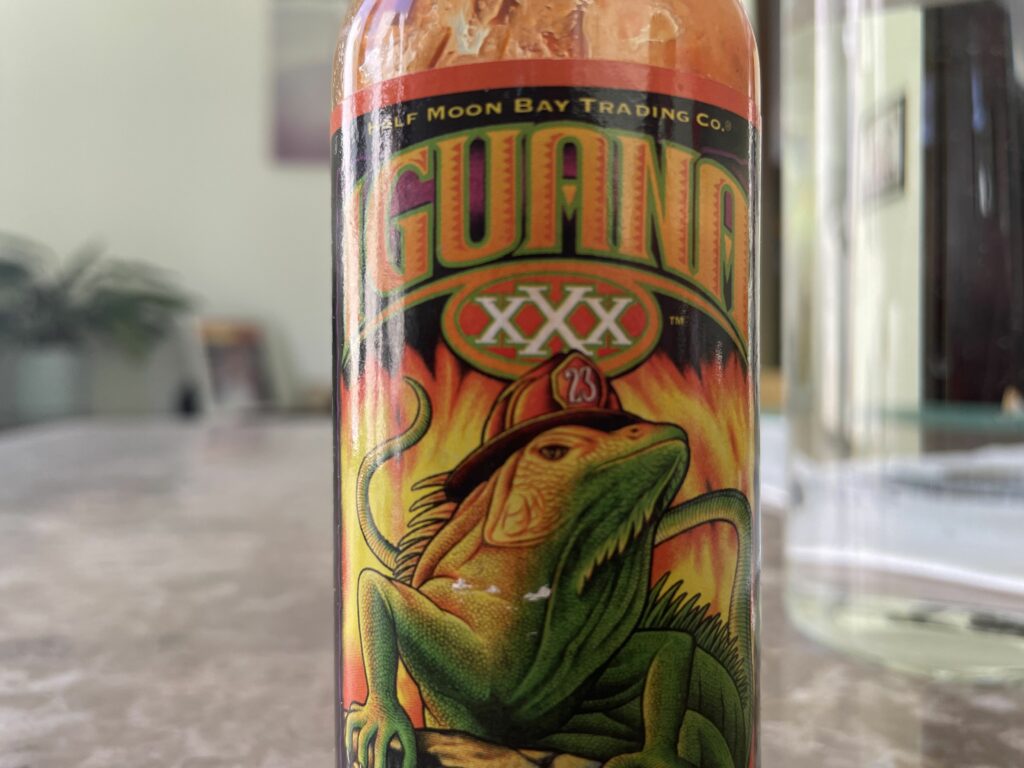 Half Moon Bay Trading Co.®
IGUANA
XXX ™
23